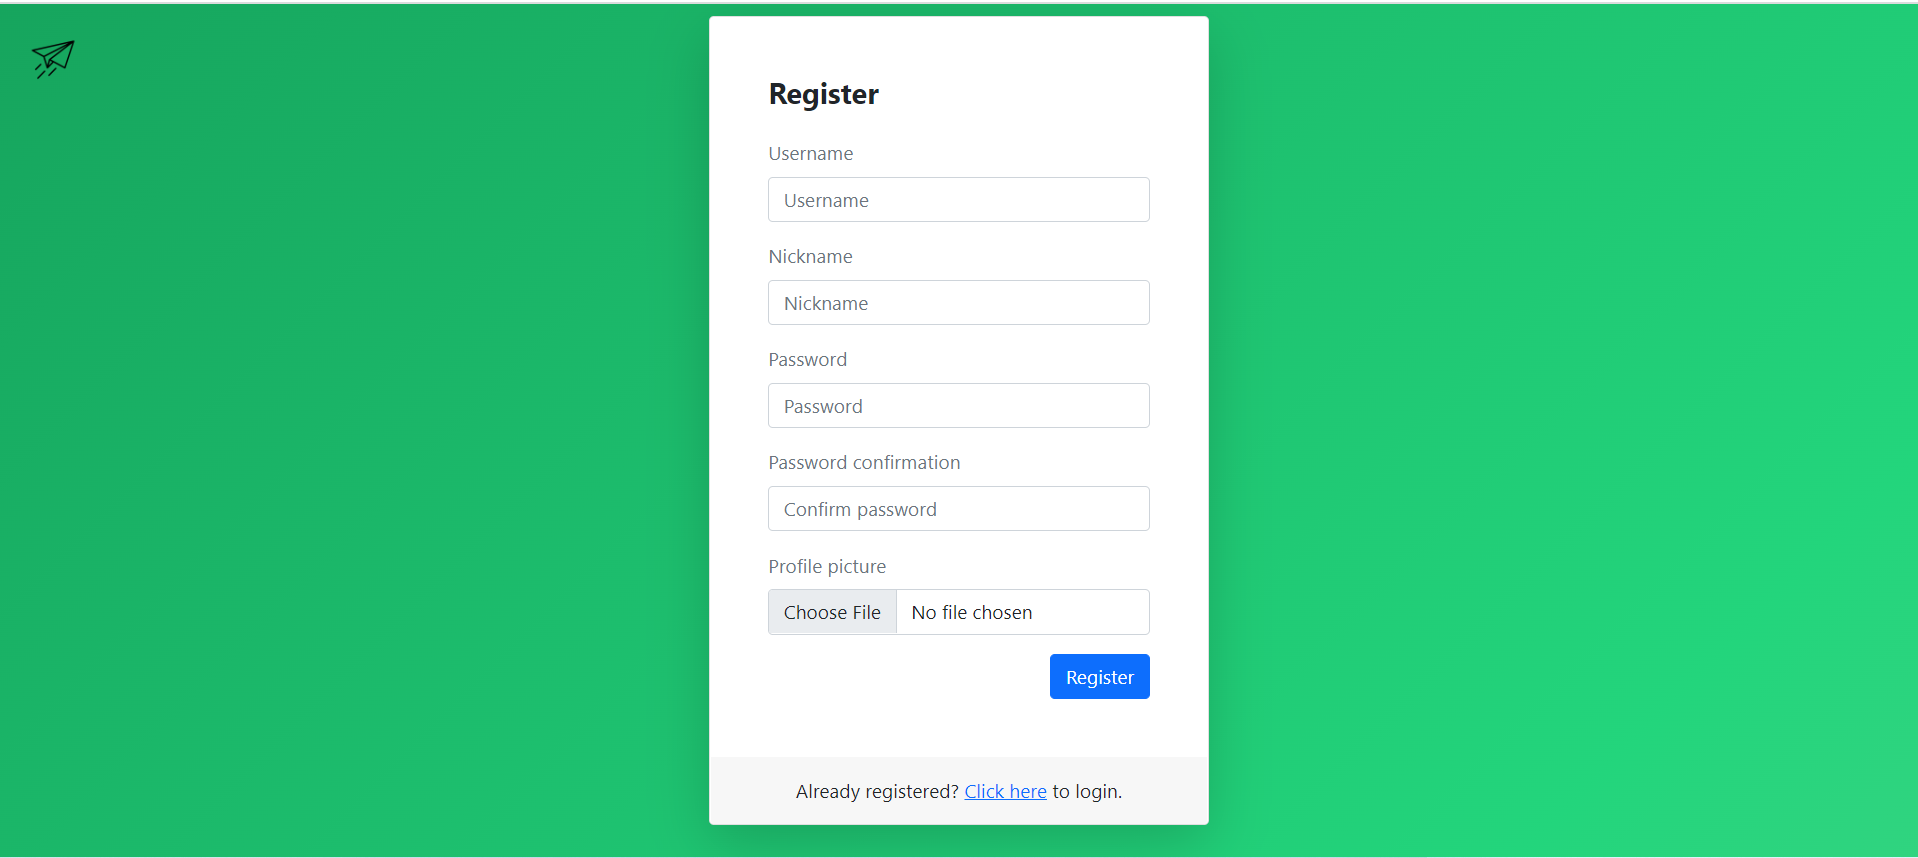 Register
Username
Username
Nickname
Nickname
Password
Password
Password confirmation
Confirm password
Profile picture
Choose File No file chosen
Register
Already registered? Click here to login.